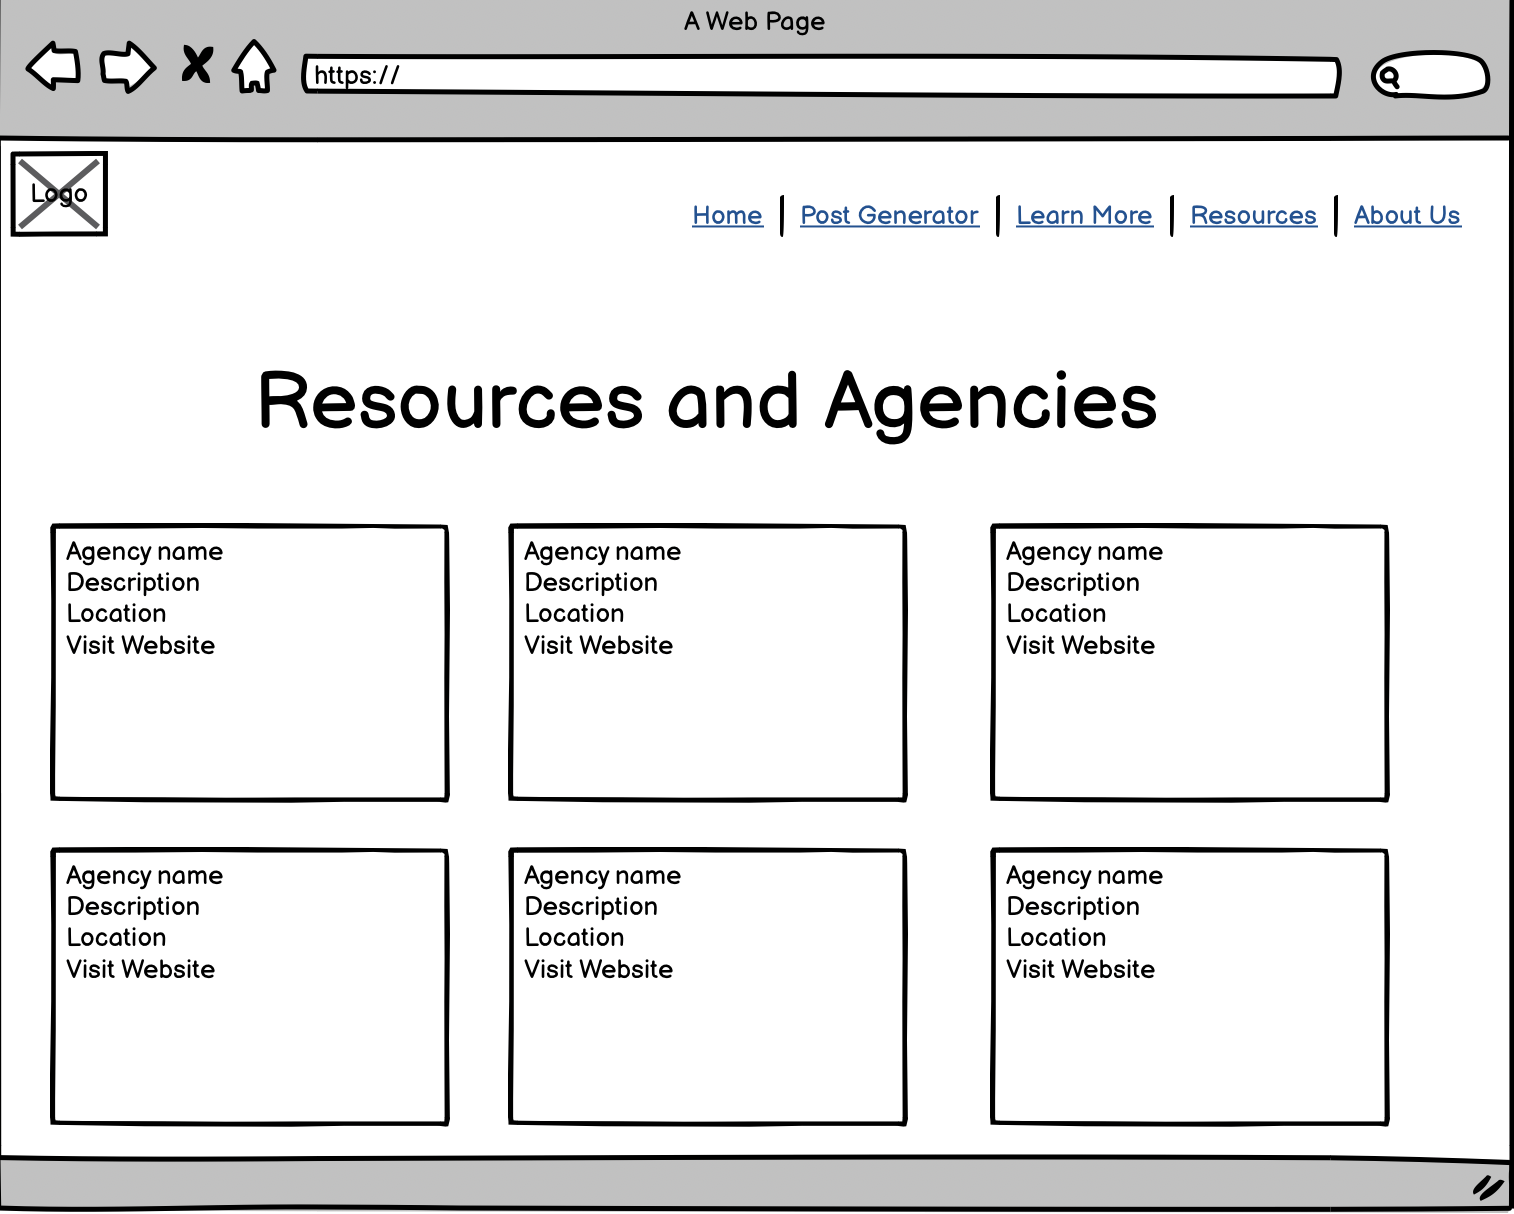 A Web Page
https://
Logo
Home | Post Generator | Learn More | Resources | About Us
Resources and Agencies
Agency name
Description
Location
Visit Website
Agency name
Description
Location
Visit Website
Agency name
Description
Location
Visit Website
Agency name
Description
Location
Visit Website
Agency name
Description
Location
Visit Website
Agency name
Description
Location
Visit Website